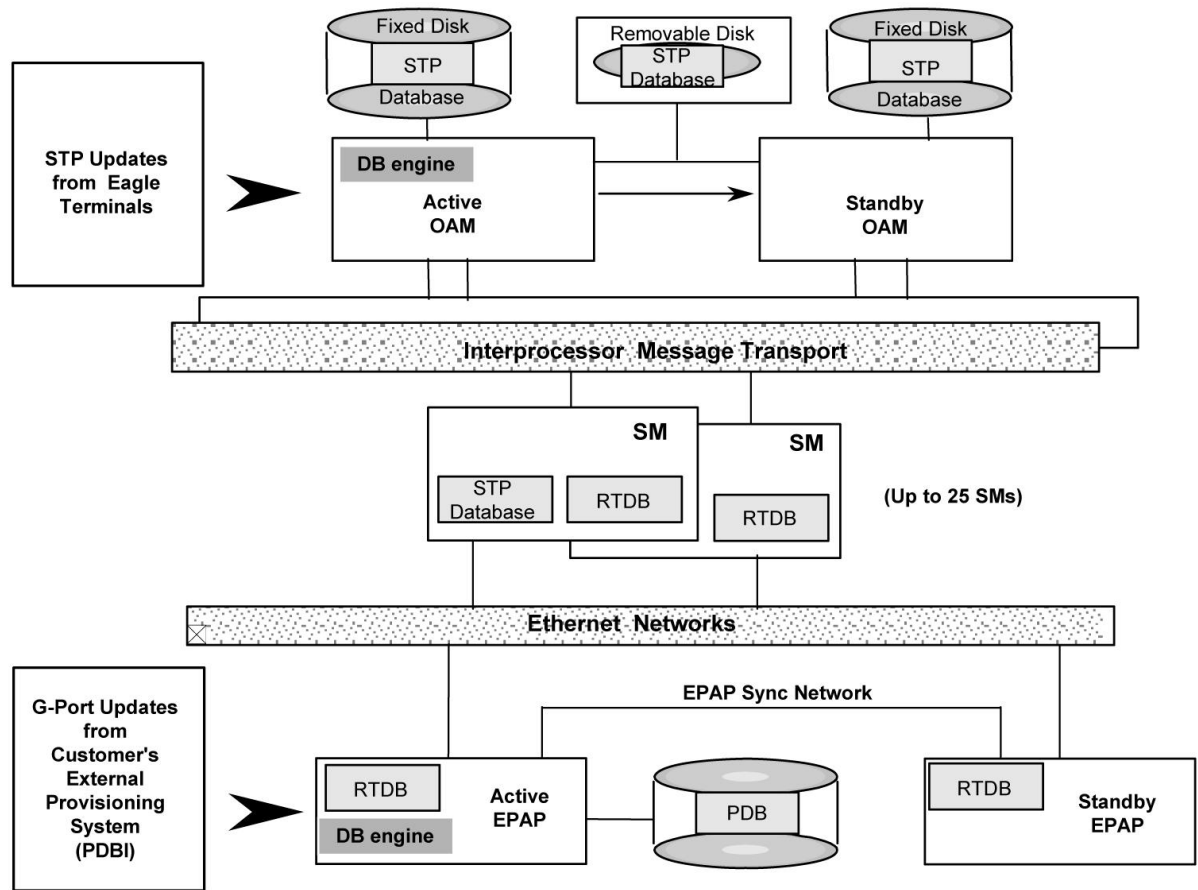 Fixed Disk
STP
Database
Removable Disk
STP
Database
Fixed Disk
STP
Database
STP Updates
from Eagle
Terminals
DB engine
Active
OAM
Standby
OAM
Interprocessor Message Transport
SM
STP
Database
RTDB
SM
RTDB
(Up to 25 SMs)
Ethernet Networks
G-Port Updates
from
Customer's
External
Provisioning
System
(PDBI)
EPAP Sync Network
RTDB
DB engine
Active
EPAP
PDB
RTDB
Standby
EPAP